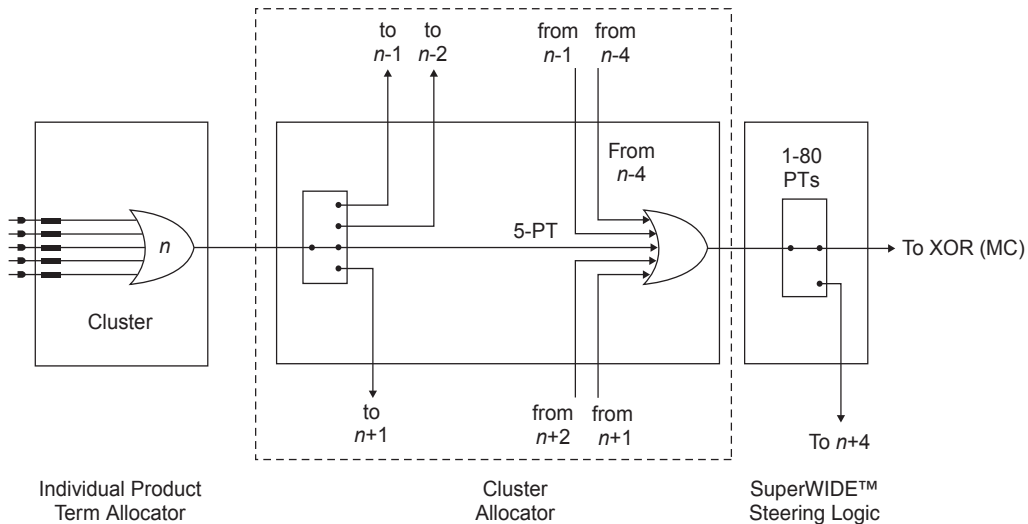 to
n-1
to
n-2
from
n-1
from
n-4
From
n-4
1-80
PTs
n
5-PT
To XOR (MC)
Cluster
to
n+1
from
n+2
from
n+1
To n+4
Individual Product
Term Allocator
Cluster
Allocator
SuperWIDE™
Steering Logic